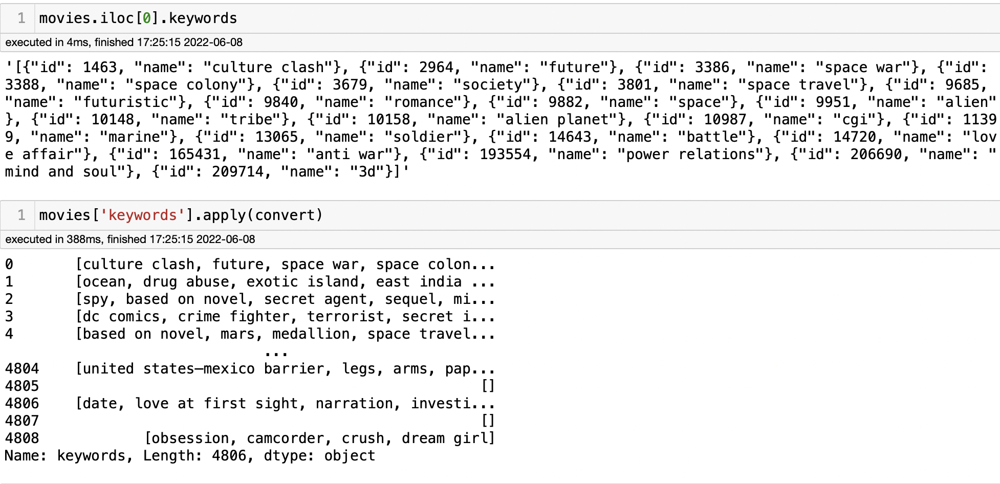 1 movies.iloc[0].keywords
executed in 4ms, finished 17:25:15 2022-06-08
'[{"id": 1463, "name": "culture clash"}, {"id": 2964, "name": "future"}, {"id": 3386, "name": "space war"}, {"id":
3388, "name": "space colony"}, {"id": 3679, "name": "society"}, {"id": 3801, "name": "space travel"}, {"id": 9685,
"name": "futuristic"}, {"id": 9840, "name": "romance"}, {"id": 9882, "name": "space"}, {"id": 9951, "name": "alien"
}, {"id": 10148, "name": "tribe"}, {"id": 10158, "name": "alien planet"}, {"id": 10987, "name": "cgi"}, {"id": 1139
9, "name": "marine"}, {"id": 13065, "name": "soldier"}, {"id": 14643, "name": "battle"}, {"id": 14720, "name": "lov
e affair"}, {"id": 165431, "name": "anti war"}, {"id": 193554, "name": "power relations"}, {"id": 206690, "name": "
mind and soul"}, {"id": 209714, "name": "3d"}]'
1 movies['keywords'].apply(convert)
executed in 388ms, finished 17:25:15 2022-06-08
0 [culture clash, future, space war, space colon...
1 [ocean, drug abuse, exotic island, east india ...
2 [spy, based on novel, secret agent, sequel, mi...
3 [dc comics, crime fighter, terrorist, secret i...
4 [based on novel, mars, medallion, space travel...
...
4804 [united states–mexico barrier, legs, arms, pap...
4805 []
4806 [date, love at first sight, narration, investi...
4807 []
4808 [obsession, camcorder, crush, dream girl]
Name: keywords, Length: 4806, dtype: object